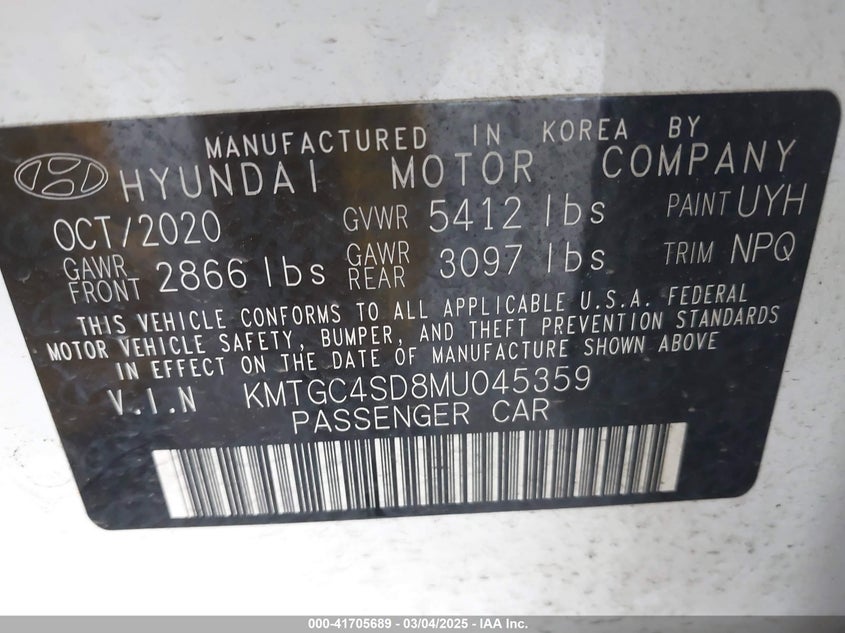 MANUFACTURED IN KOREA BY
HYUNDAI MOTOR COMPANY
OCT/2020 GVWR 5412 lbs PAINT UYH
GAWR FRONT 2866 lbs GAWR REAR 3097 lbs TRIM NPQ
THIS VEHICLE CONFORMS TO ALL APPLICABLE U.S.A. FEDERAL
MOTOR VEHICLE SAFETY, BUMPER, AND THEFT PREVENTION STANDARDS
IN EFFECT ON THE DATE OF MANUFACTURE SHOWN ABOVE
V.I.N KMTGC4SD8MU045359
PASSENGER CAR
000-41705689 - 03/04/2025 - IAA Inc.